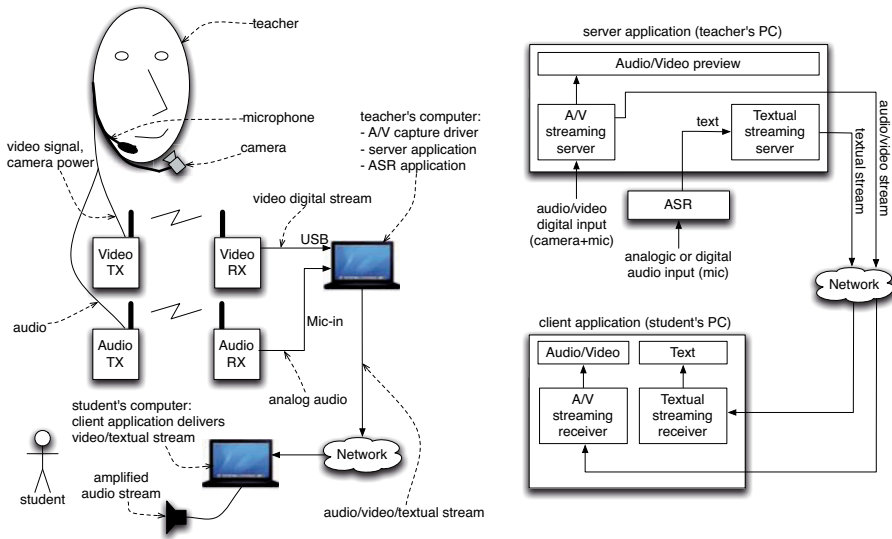 teacher
microphone
camera
video signal,
camera power
teacher's computer:
- A/V capture driver
- server application
- ASR application
video digital stream
USB
Video
TX
Video
RX
audio
Audio
TX
Audio
RX
Mic-in
analog audio
student's computer:
client application delivers
video/textual stream
Network
student
amplified
audio stream
audio/video/textual stream
server application (teacher's PC)
Audio/Video preview
A/V
streaming
server
text
Textual
streaming
server
audio/video stream
textual stream
audio/video
digital input
(camera+mic)
ASR
analogic or digital
audio input (mic)
Network
client application (student's PC)
Audio/Video
Text
A/V
streaming
receiver
Textual
streaming
receiver